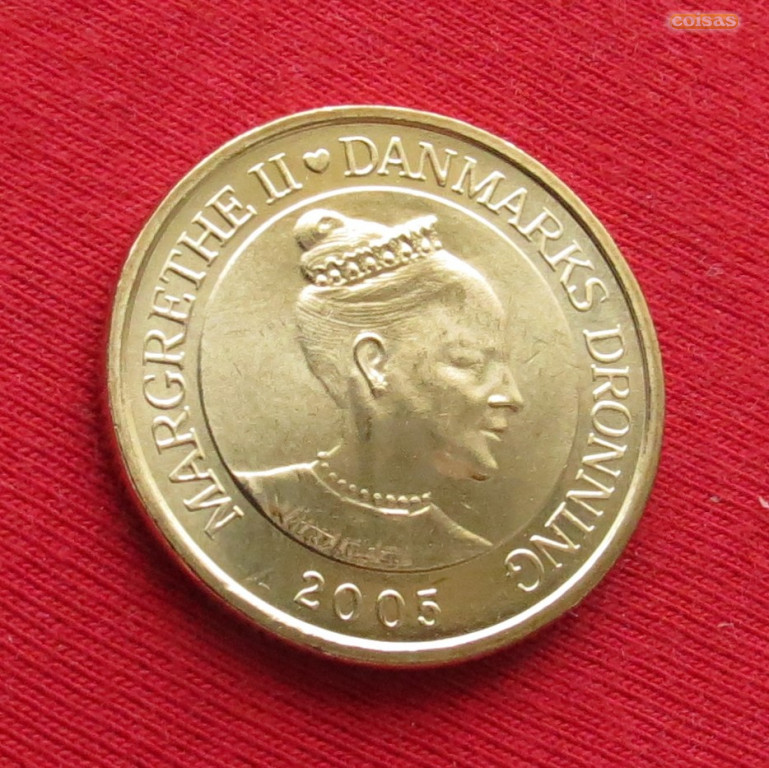 coisas
MARGRETHE II ♥ DANMARKS DRONNING
2005